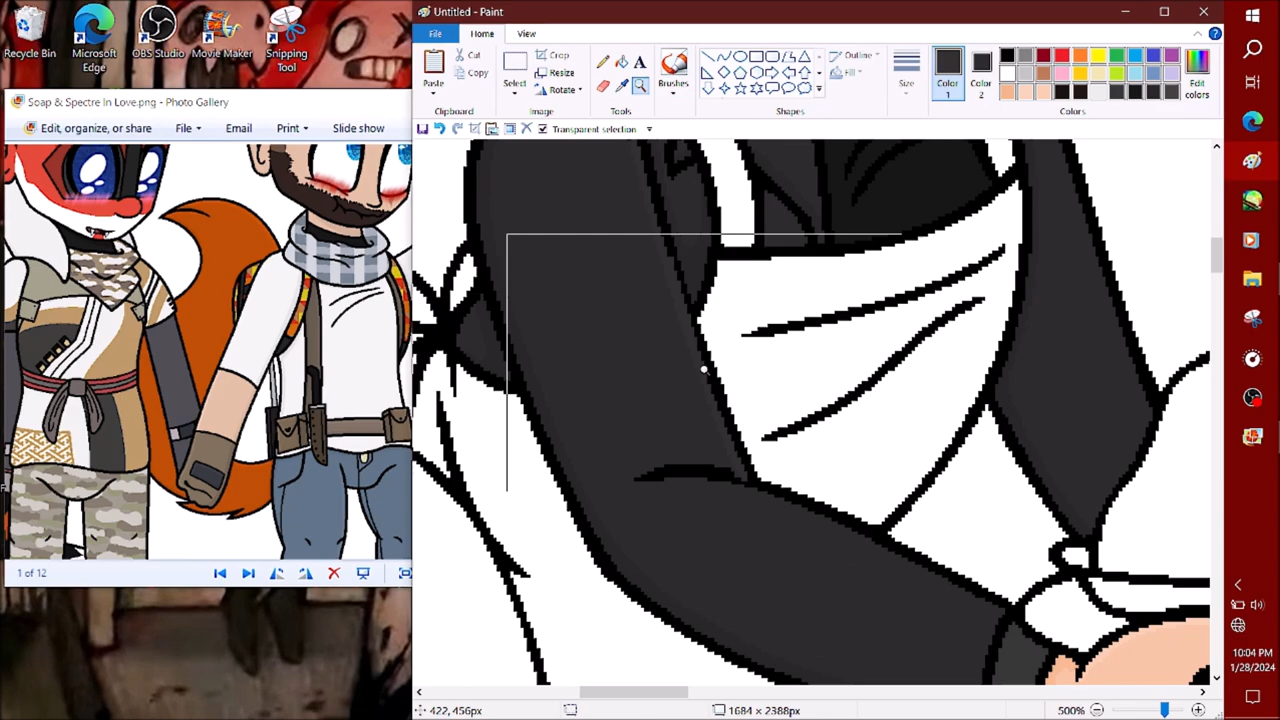 Recycle Bin
Microsoft Edge
OBS Studio
Movie Maker
Snipping Tool
Untitled - Paint
File
Home
View
Paste
Cut
Copy
Clipboard
Select
Crop
Resize
Rotate
Image
A
Tools
Brushes
Shapes
Outline
Fill
Size
Color 1
Color 2
Edit colors
Colors
Transparent selection
Soap & Spectre In Love.png - Photo Gallery
Edit, organize, or share
File
Email
Print
Slide show
1 of 12
422, 456px
1684 × 2388px
500%
10:04 PM
1/28/2024